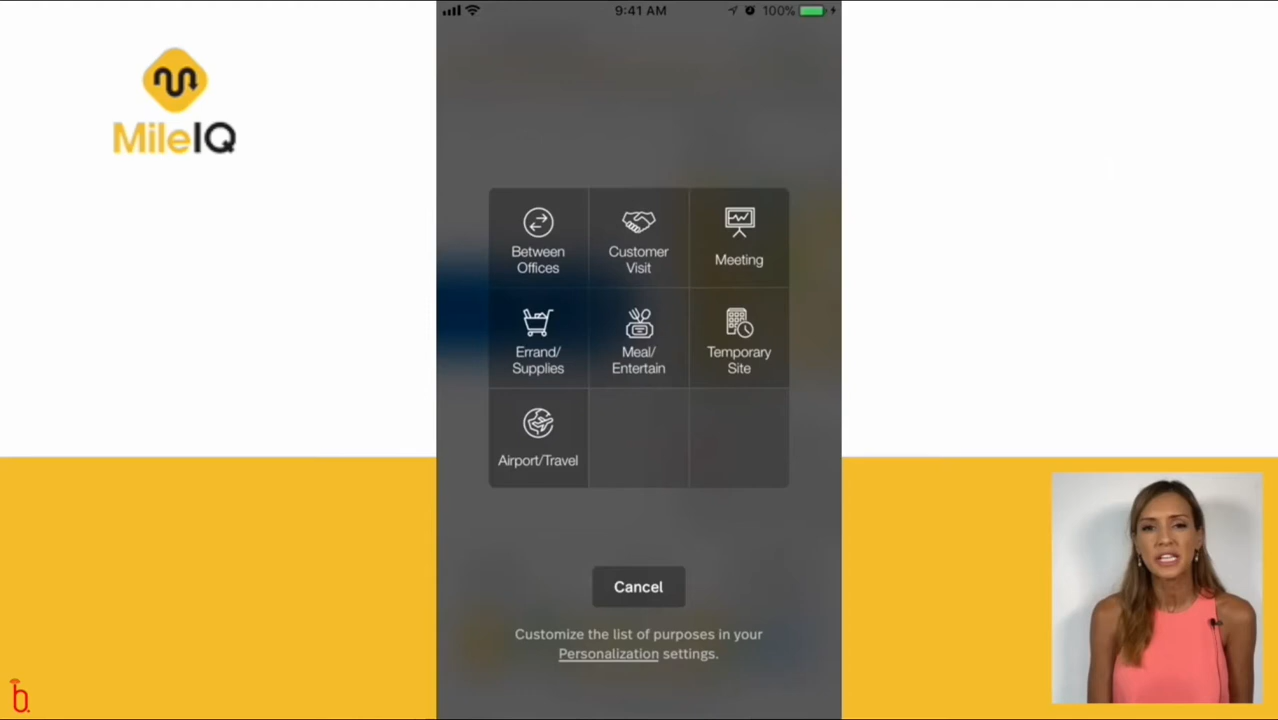 9:41 AM
100%
MileIQ
Between
Offices
Customer
Visit
Meeting
Errand/
Supplies
Meal/
Entertain
Temporary
Site
Airport/Travel
Cancel
Customize the list of purposes in your
Personalization settings.
b.